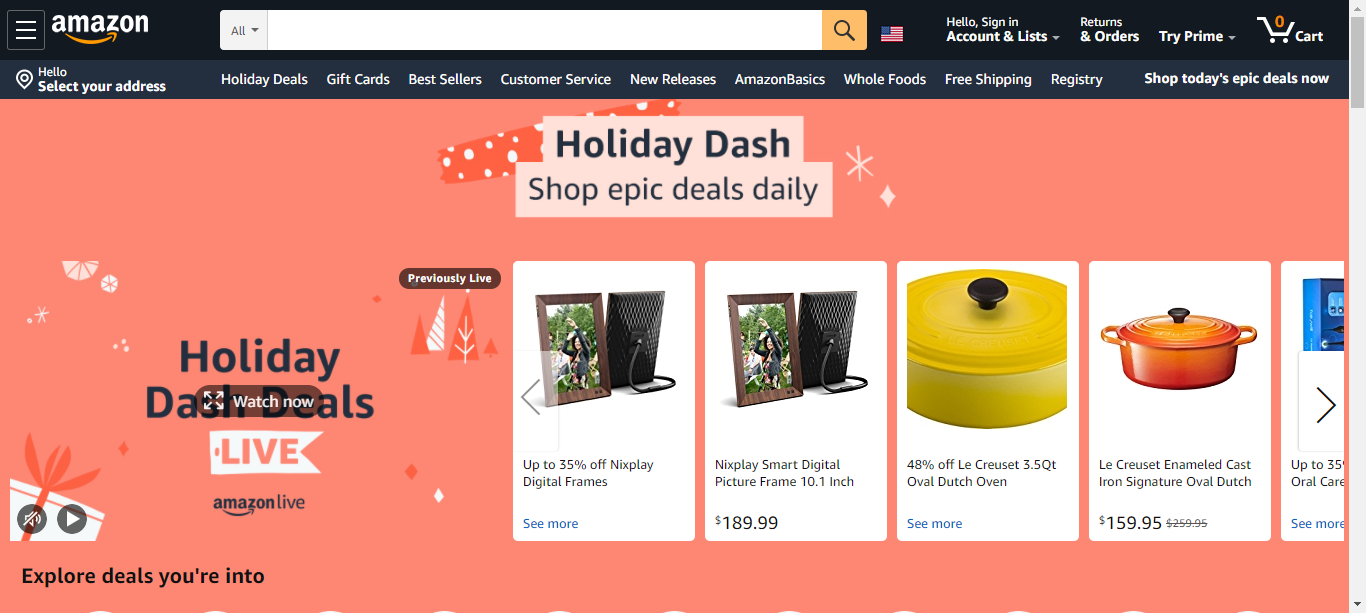 amazon
All
Hello, Sign in
Account & Lists
Returns
& Orders
Try Prime
0
Cart
Hello
Select your address
Holiday Deals
Gift Cards
Best Sellers
Customer Service
New Releases
AmazonBasics
Whole Foods
Free Shipping
Registry
Shop today's epic deals now
Holiday Dash
Shop epic deals daily
Previously Live
Holiday
Dash Deals
Watch now
LIVE
amazon live
Up to 35% off Nixplay
Digital Frames
See more
Nixplay Smart Digital
Picture Frame 10.1 Inch
$189.99
48% off Le Creuset 3.5Qt
Oval Dutch Oven
See more
Le Creuset Enameled Cast
Iron Signature Oval Dutch
$159.95 $259.95
Up to 35
Oral Care
See more
Explore deals you're into